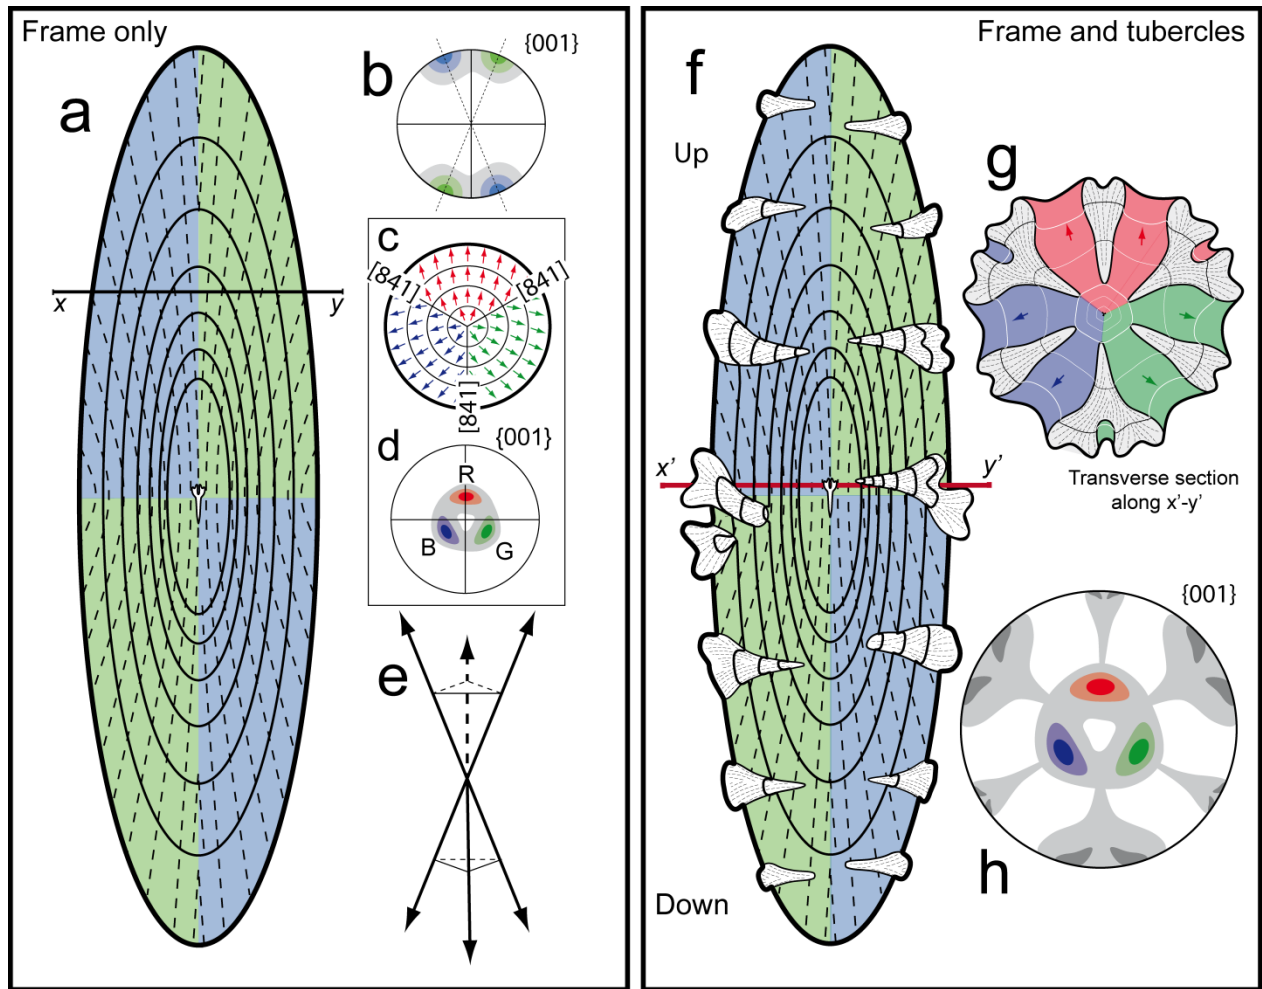 Frame only
a
x
y
b
{001}
c
[841]
[841]
[841]
d
{001}
R
B
G
e
Frame and tubercles
f
Up
g
x’
y’
Transverse section
along x’-y’
{001}
h
Down